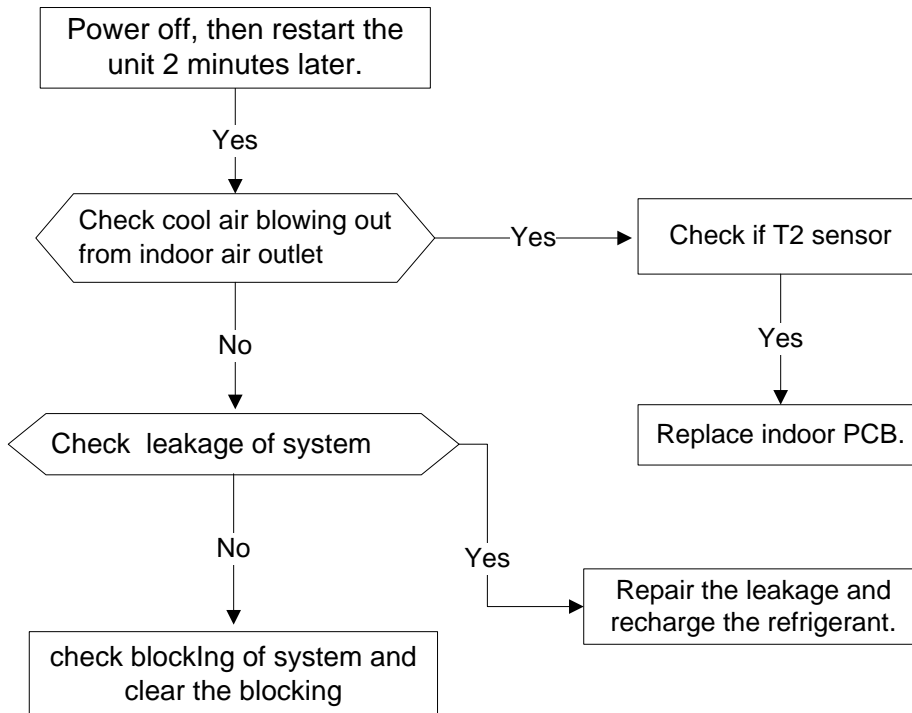 Power off, then restart the
unit 2 minutes later.
Yes
Check cool air blowing out
from indoor air outlet
Yes
Check if T2 sensor
No
Yes
Check leakage of system
Replace indoor PCB.
No
Yes
Repair the leakage and
recharge the refrigerant.
check blockIng of system and
clear the blocking